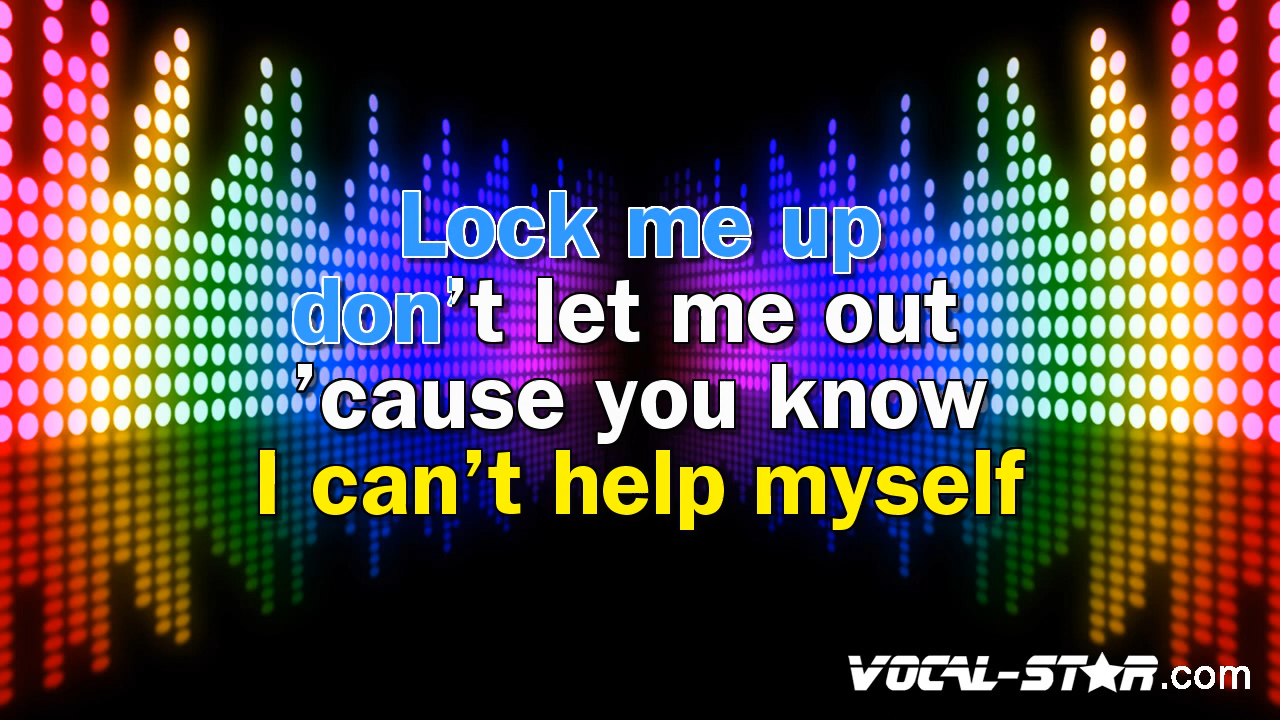 Lock me up
don’t let me out
’cause you know
I can’t help myself
VOCAL-STAR.com